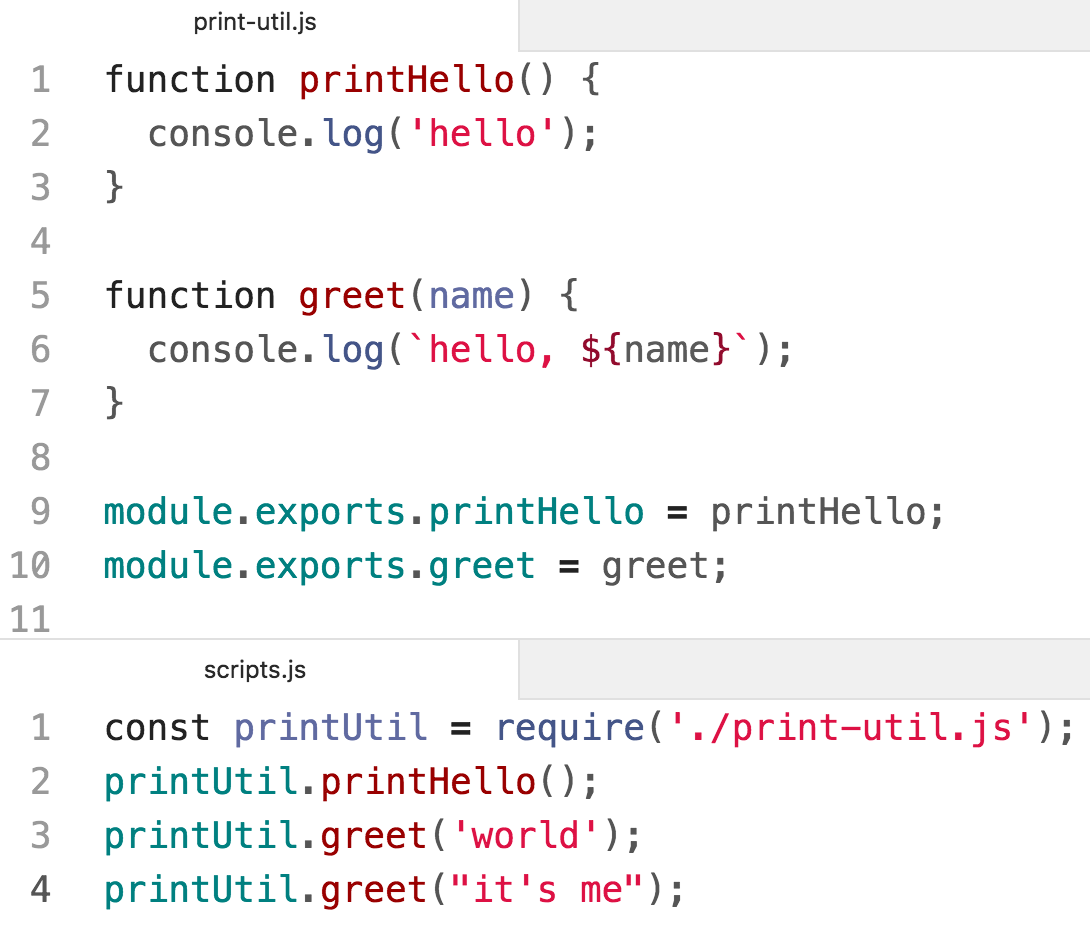 print-util.js
1 function printHello() {
2   console.log('hello');
3 }
4
5 function greet(name) {
6   console.log(`hello, ${name}`);
7 }
8
9 module.exports.printHello = printHello;
10 module.exports.greet = greet;
11
scripts.js
1 const printUtil = require('./print-util.js');
2 printUtil.printHello();
3 printUtil.greet('world');
4 printUtil.greet("it's me");